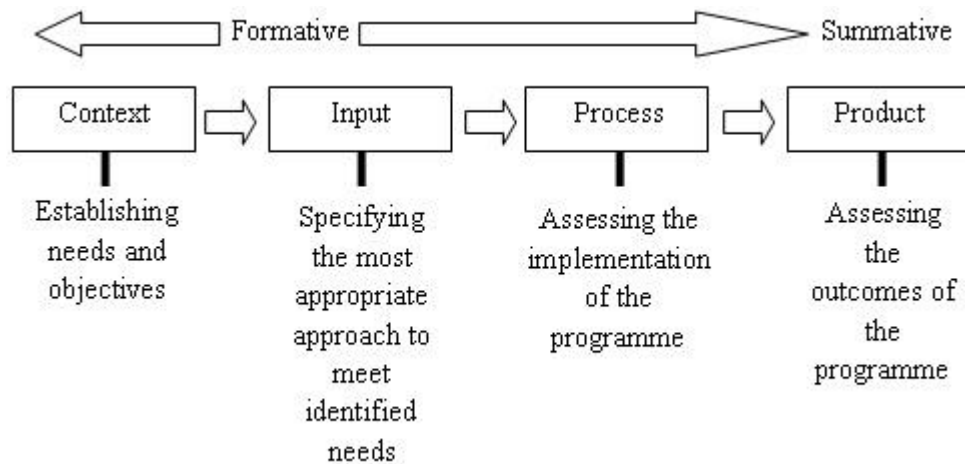 Formative
Summative
Context
Input
Process
Product
Establishing
needs and
objectives
Specifying
the most
appropriate
approach to
meet
identified
needs
Assessing the
implementation
of the
programme
Assessing
the
outcomes of
the
programme